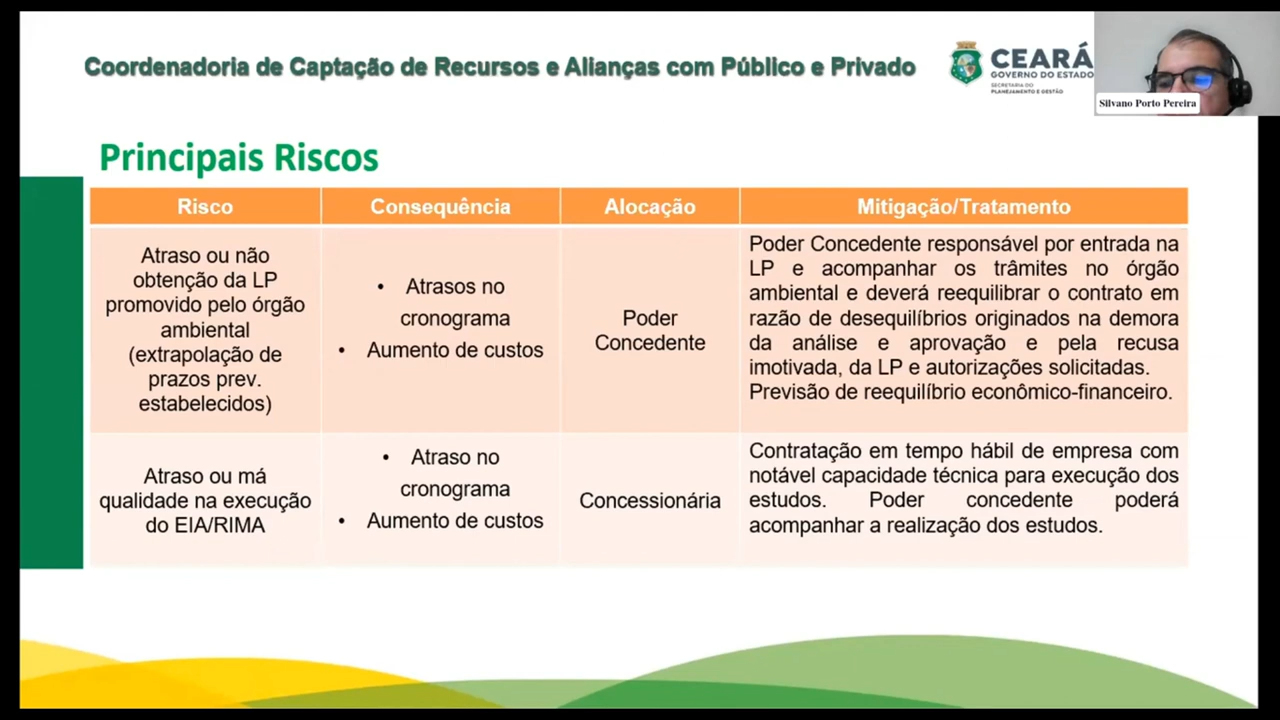 Coordenadoria de Captação de Recursos e Alianças com Público e Privado
CEARÁ
GOVERNO DO ESTADO
SECRETARIA DO
PLANEJAMENTO E GESTÃO
Silvano Porto Pereira
Principais Riscos
Risco
Consequência
Alocação
Mitigação/Tratamento
Atraso ou não
obtenção da LP
promovido pelo órgão
ambiental
(extrapolação de
prazos prev.
estabelecidos)
• Atrasos no
cronograma
• Aumento de custos
Poder
Concedente
Poder Concedente responsável por entrada na
LP e acompanhar os trâmites no órgão
ambiental e deverá reequilibrar o contrato em
razão de desequilíbrios originados na demora
da análise e aprovação e pela recusa
imotivada, da LP e autorizações solicitadas.
Previsão de reequilíbrio econômico-financeiro.
Atraso ou má
qualidade na execução
do EIA/RIMA
• Atraso no
cronograma
• Aumento de custos
Concessionária
Contratação em tempo hábil de empresa com
notável capacidade técnica para execução dos
estudos. Poder concedente poderá
acompanhar a realização dos estudos.